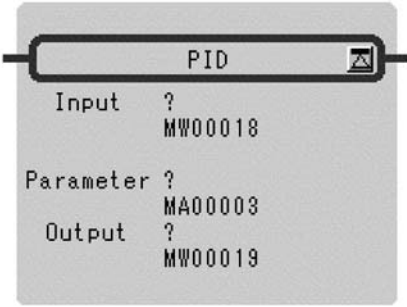 PID
Input ?
MW00018
Parameter ?
MA00003
Output ?
MW00019